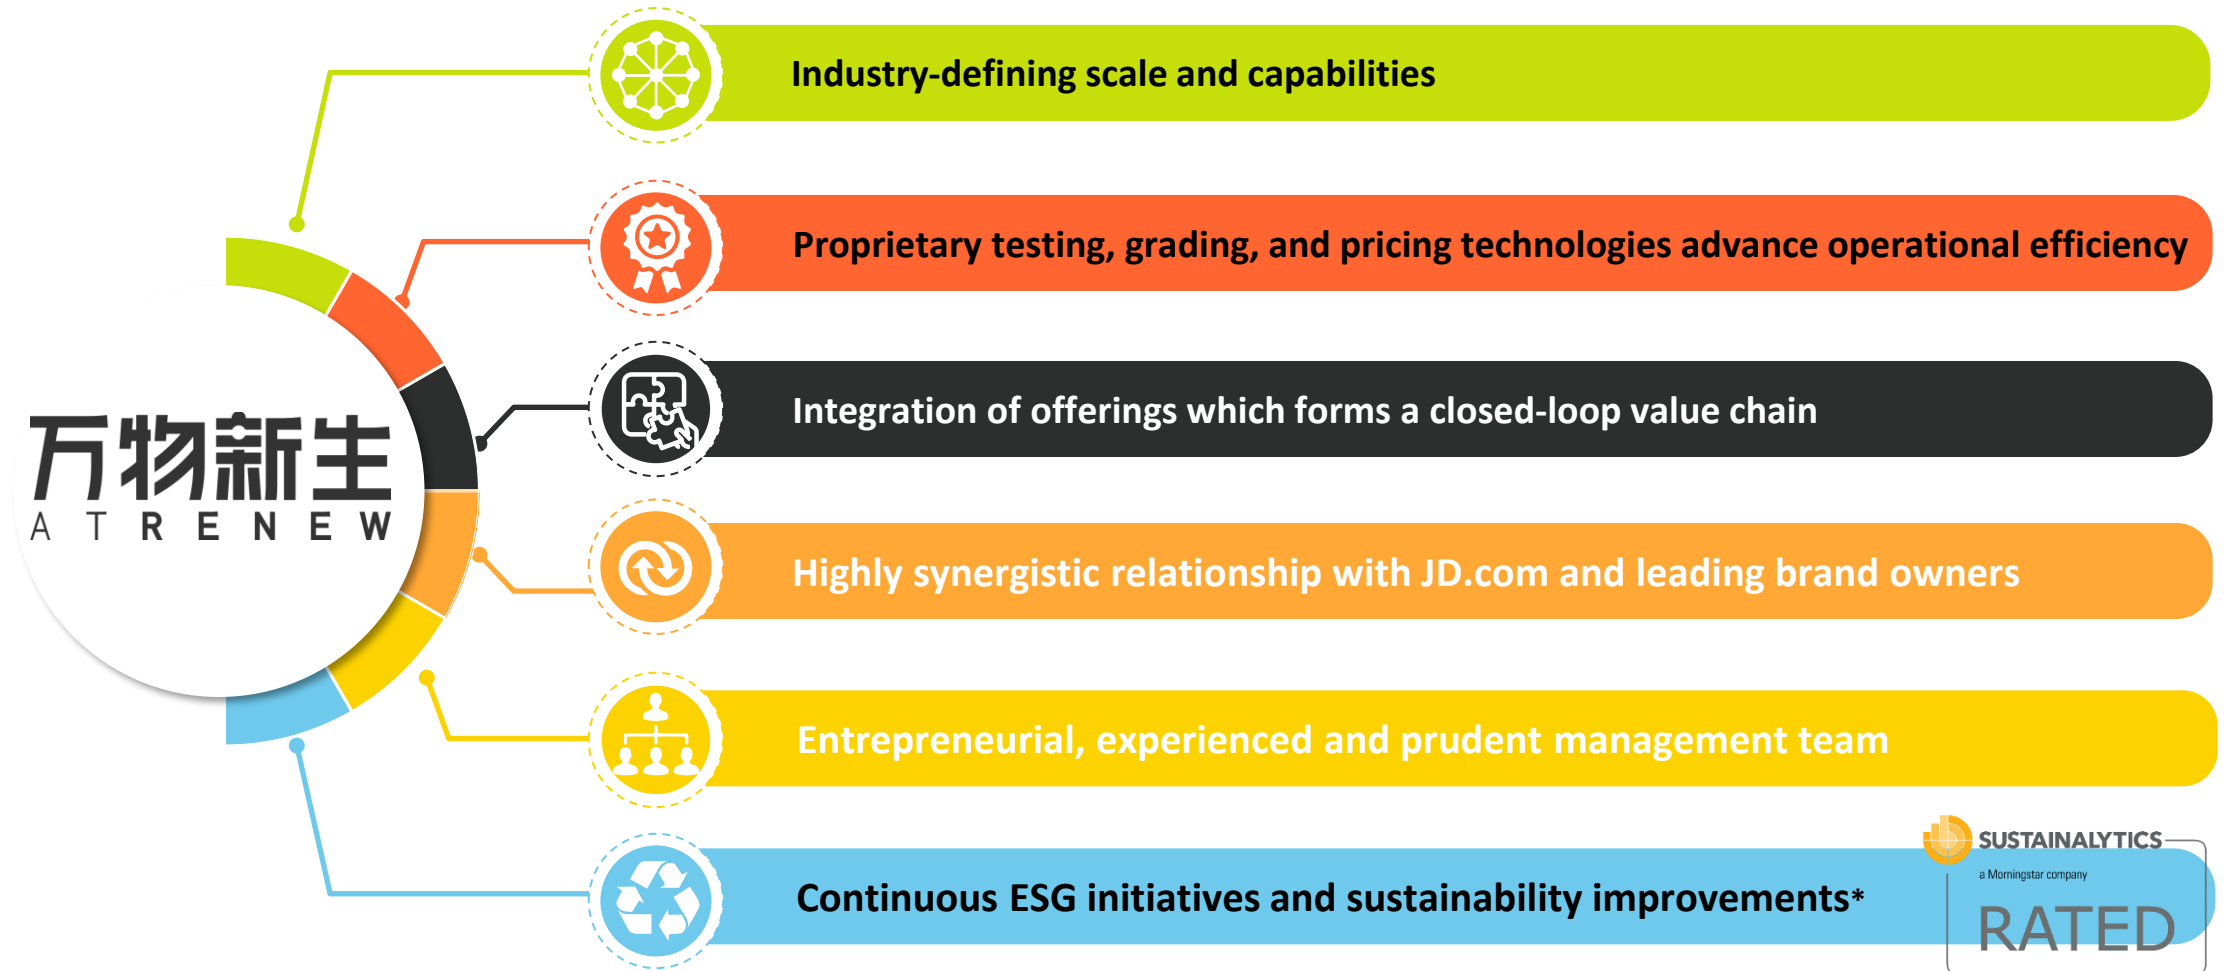 Industry-defining scale and capabilities
Proprietary testing, grading, and pricing technologies advance operational efficiency
Integration of offerings which forms a closed-loop value chain
万物新生
ATRENEW
Highly synergistic relationship with JD.com and leading brand owners
Entrepreneurial, experienced and prudent management team
Continuous ESG initiatives and sustainability improvements*
SUSTAINALYTICS
a Morningstar company
RATED